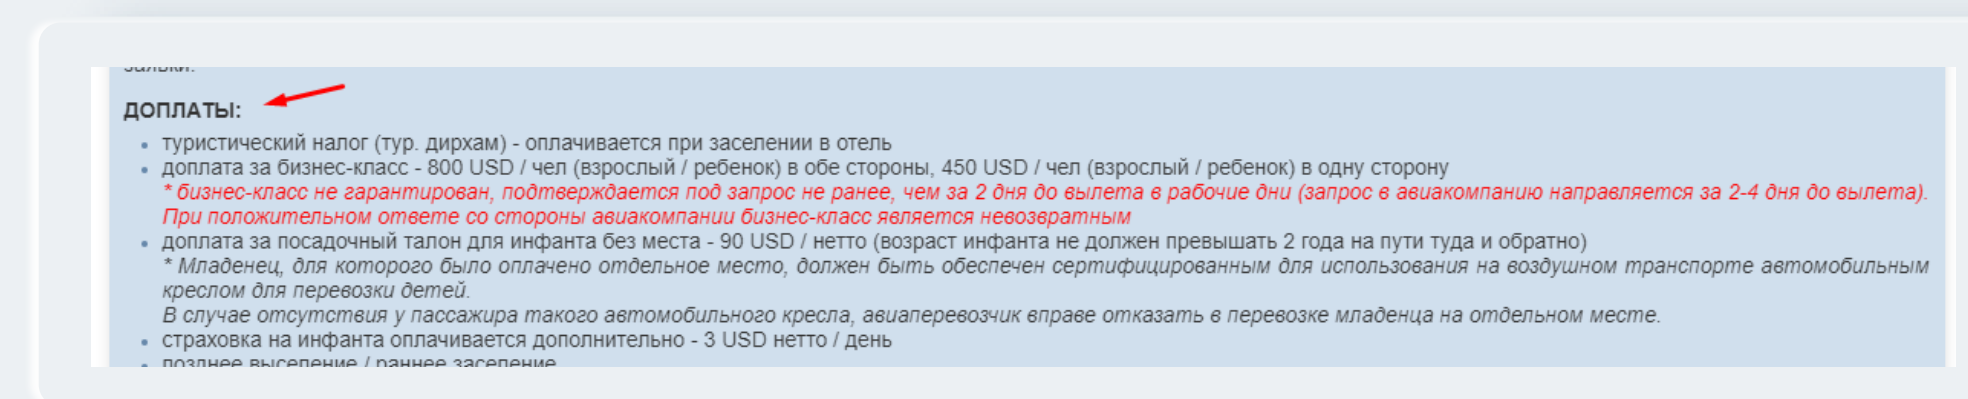 заявки.
ДОПЛАТЫ:
• туристический налог (тур. дирхам) - оплачивается при заселении в отель
• доплата за бизнес-класс - 800 USD / чел (взрослый / ребенок) в обе стороны, 450 USD / чел (взрослый / ребенок) в одну сторону
* бизнес-класс не гарантирован, подтверждается под запрос не ранее, чем за 2 дня до вылета в рабочие дни (запрос в авиакомпанию направляется за 2-4 дня до вылета).
При положительном ответе со стороны авиакомпании бизнес-класс является невозвратным
• доплата за посадочный талон для инфанта без места - 90 USD / нетто (возраст инфанта не должен превышать 2 года на пути туда и обратно)
* Младенец, для которого было оплачено отдельное место, должен быть обеспечен сертифицированным для использования на воздушном транспорте автомобильным
креслом для перевозки детей.
В случае отсутствия у пассажира такого автомобильного кресла, авиаперевозчик вправе отказать в перевозке младенца на отдельном месте.
• страховка на инфанта оплачивается дополнительно - 3 USD нетто / день
• позднее выселение / раннее заселение